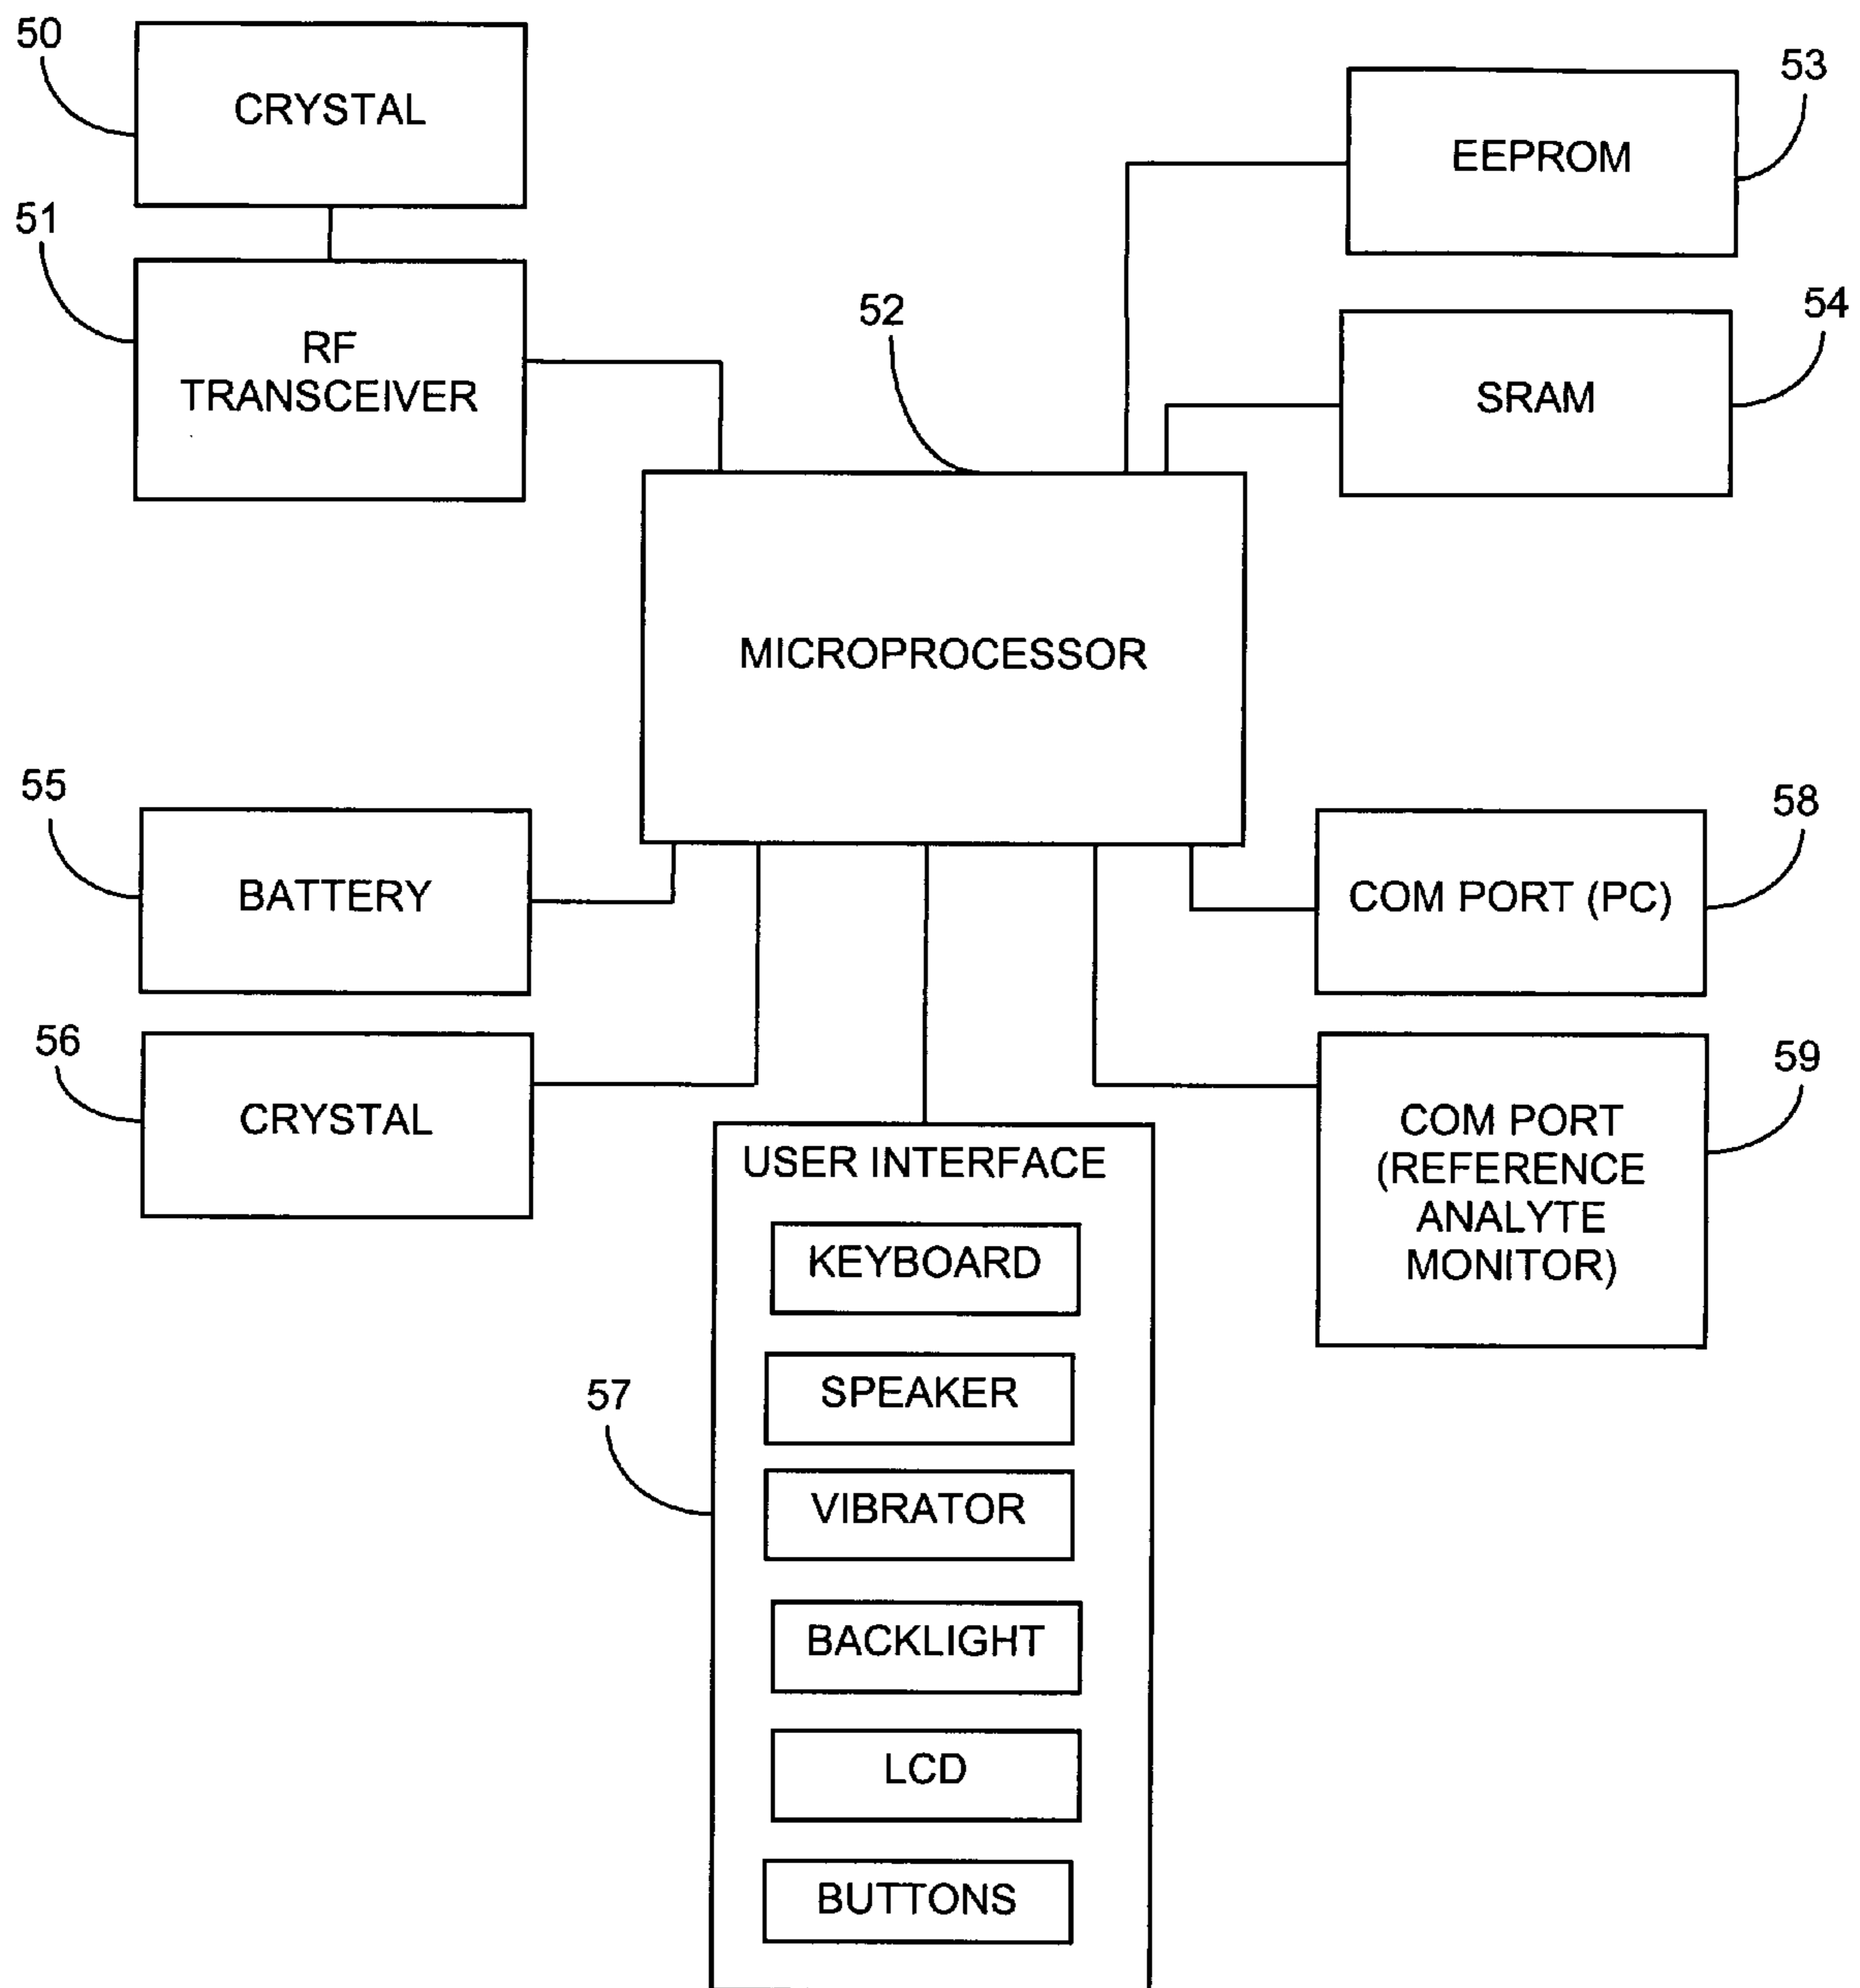 50
CRYSTAL
53
EEPROM
51
RF
TRANSCEIVER
52
54
SRAM
MICROPROCESSOR
55
BATTERY
58
COM PORT (PC)
56
CRYSTAL
59
COM PORT
(REFERENCE
ANALYTE
MONITOR)
USER INTERFACE
KEYBOARD
57
SPEAKER
VIBRATOR
BACKLIGHT
LCD
BUTTONS